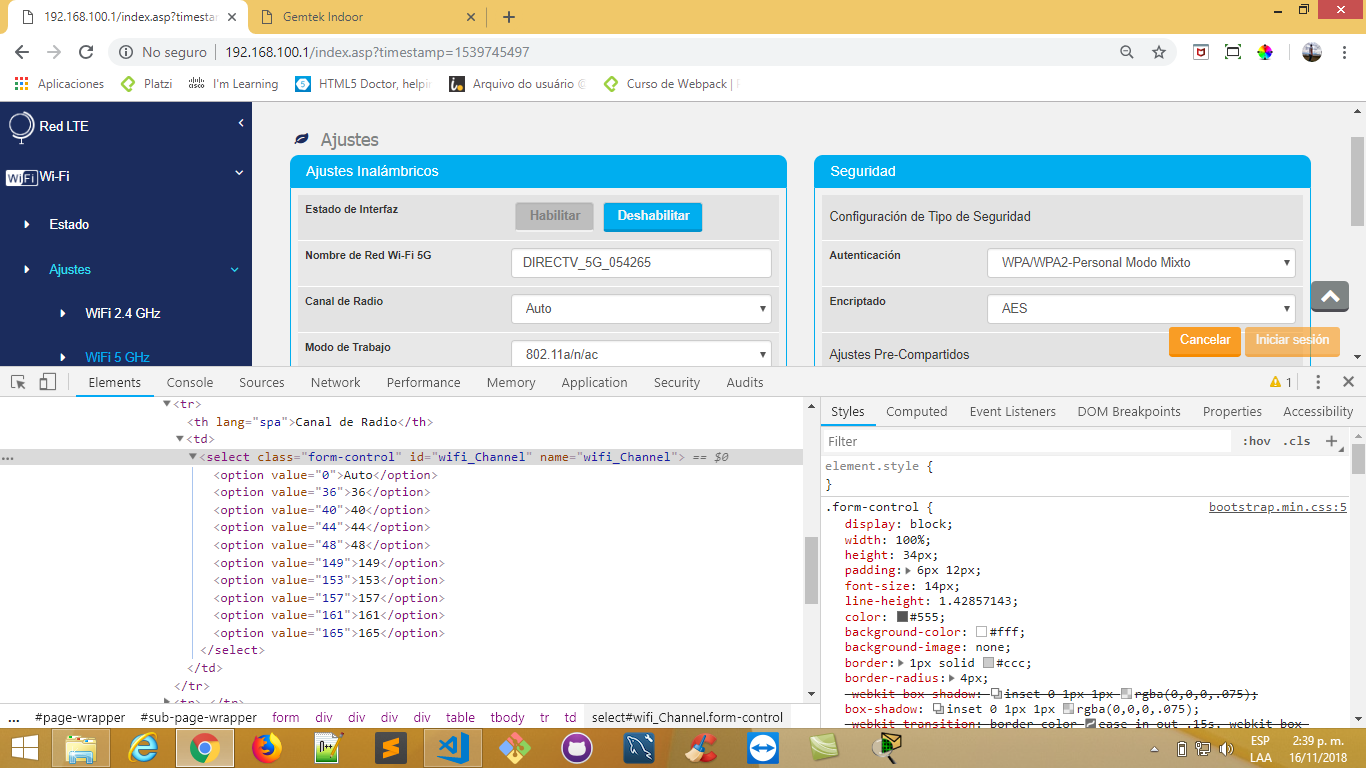 192.168.100.1/index.asp?timestar
Gemtek Indoor
No seguro
192.168.100.1/index.asp?timestamp=1539745497
Aplicaciones
Platzi
I'm Learning
HTML5 Doctor, helpin
Arquivo do usuário
Curso de Webpack |
Red LTE
WiFi Wi-Fi
Estado
Ajustes
WiFi 2.4 GHz
WiFi 5 GHz
Ajustes
Ajustes Inalámbricos
Estado de Interfaz
Habilitar
Deshabilitar
Nombre de Red Wi-Fi 5G
DIRECTV_5G_054265
Canal de Radio
Auto
Modo de Trabajo
802.11a/n/ac
Seguridad
Configuración de Tipo de Seguridad
Autenticación
WPA/WPA2-Personal Modo Mixto
Encriptado
AES
Ajustes Pre-Compartidos
Cancelar
Iniciar sesión
Elements
Console
Sources
Network
Performance
Memory
Application
Security
Audits
1
<tr>
<th lang="spa">Canal de Radio</th>
<td>
... <select class="form-control" id="wifi_Channel" name="wifi_Channel"> == $0
<option value="0">Auto</option>
<option value="36">36</option>
<option value="40">40</option>
<option value="44">44</option>
<option value="48">48</option>
<option value="149">149</option>
<option value="153">153</option>
<option value="157">157</option>
<option value="161">161</option>
<option value="165">165</option>
</select>
</td>
</tr>
<tr> </tr>
... #page-wrapper #sub-page-wrapper form div div div div table tbody tr td select#wifi_Channel.form-control
Styles
Computed
Event Listeners
DOM Breakpoints
Properties
Accessibility
Filter
:hov .cls +
element.style {
}
.form-control {
bootstrap.min.css:5
display: block;
width: 100%;
height: 34px;
padding: 6px 12px;
font-size: 14px;
line-height: 1.42857143;
color: #555;
background-color: #fff;
background-image: none;
border: 1px solid #ccc;
border-radius: 4px;
-webkit-box-shadow: inset 0 1px 1px rgba(0,0,0,.075);
box-shadow: inset 0 1px 1px rgba(0,0,0,.075);
-webkit-transition: border-color ease-in-out .15s,-webkit-box-
ESP
LAA
2:39 p. m.
16/11/2018